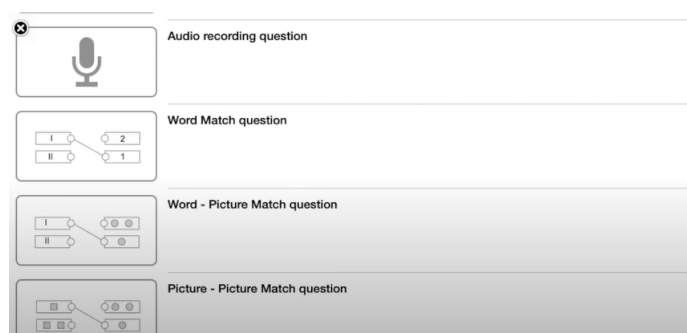 Audio recording question
Word Match question
I 2
II 1
Word - Picture Match question
I
II
Picture - Picture Match question